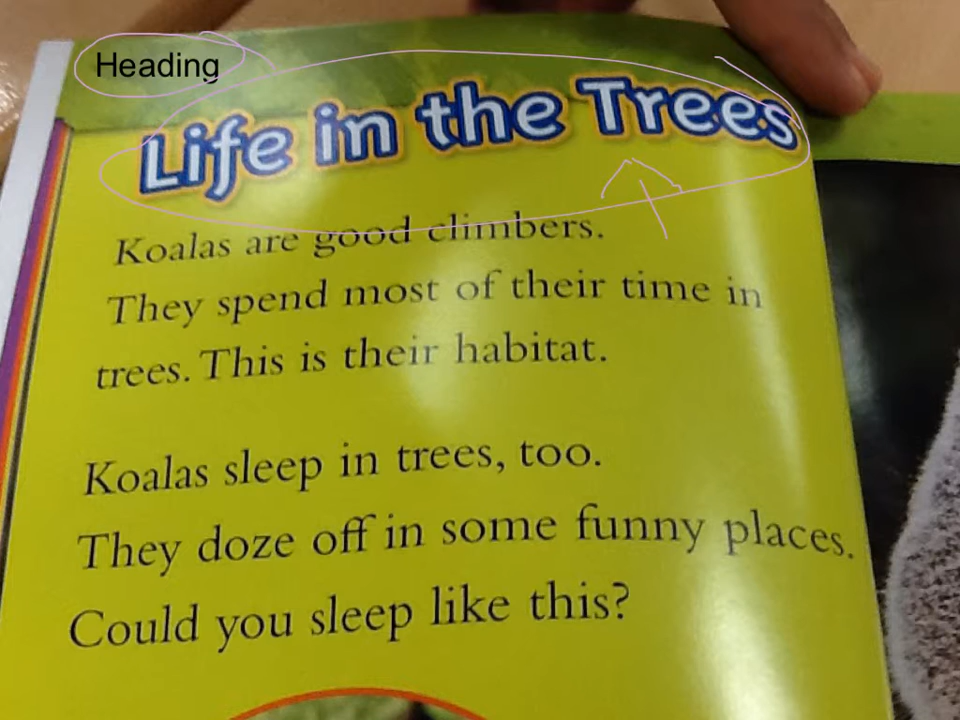 Heading
Life in the Trees
Koalas are good climbers.
They spend most of their time in
trees. This is their habitat.
Koalas sleep in trees, too.
They doze off in some funny places.
Could you sleep like this?